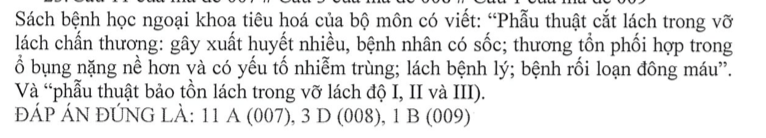 Sách bệnh học ngoại khoa tiêu hoá của bộ môn có viết: “Phẫu thuật cắt lách trong vỡ
lách chấn thương: gây xuất huyết nhiều, bệnh nhân có sốc; thương tổn phối hợp trong
ổ bụng nặng nề hơn và có yếu tố nhiễm trùng; lách bệnh lý; bệnh rối loạn đông máu”.
Và “phẫu thuật bảo tồn lách trong vỡ lách độ I, II và III).
ĐÁP ÁN ĐÚNG LÀ: 11 A (007), 3 D (008), 1 B (009)